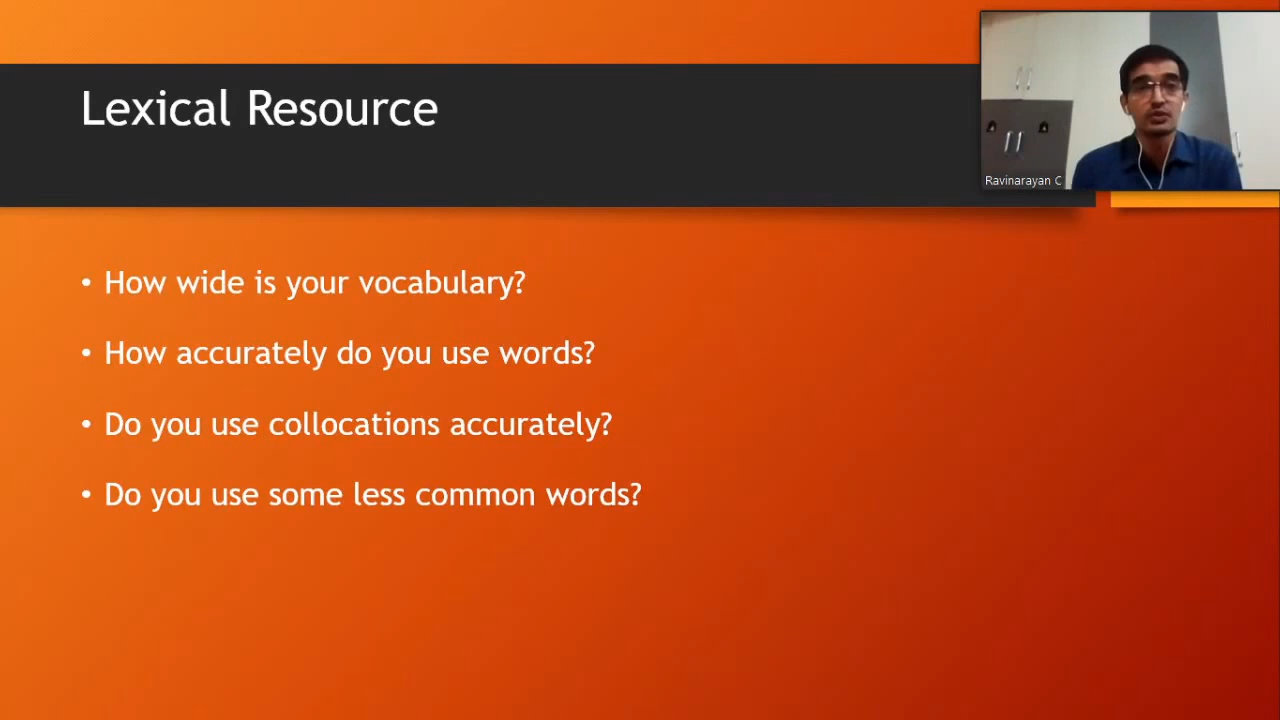 Lexical Resource
Ravinarayan C
• How wide is your vocabulary?
• How accurately do you use words?
• Do you use collocations accurately?
• Do you use some less common words?